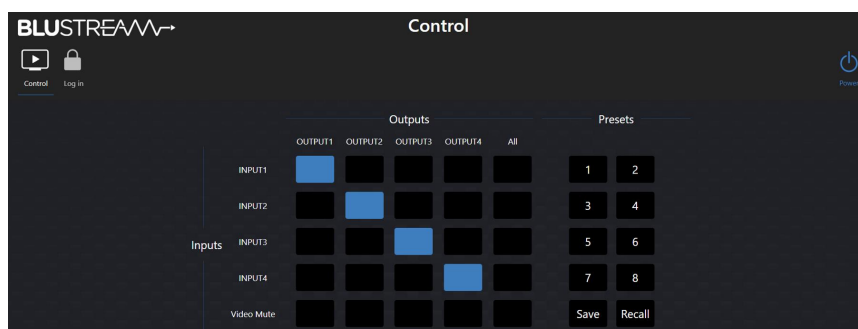 BLUSTREAM
Control
Control Log in Power
Outputs Presets
OUTPUT1 OUTPUT2 OUTPUT3 OUTPUT4 All
INPUT1 1 2
INPUT2 3 4
Inputs INPUT3 5 6
INPUT4 7 8
Video Mute Save Recall